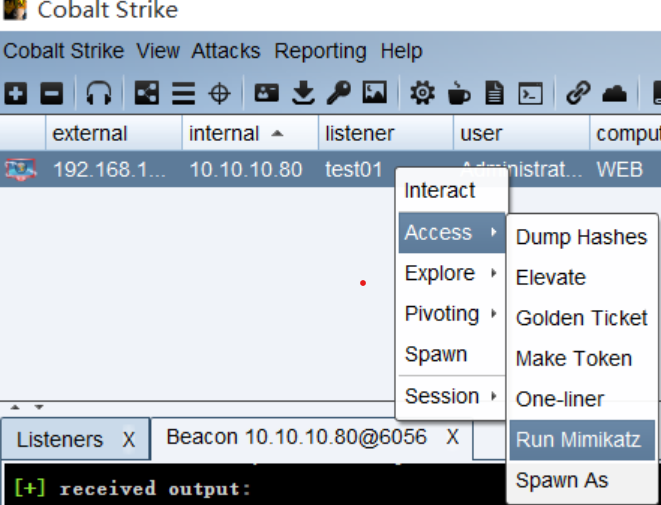 Cobalt Strike
Cobalt Strike View Attacks Reporting Help
external internal listener user
192.168.1... 10.10.10.80 test01 WEB
Interact
Access
Explore
Pivoting
Spawn
Session
Dump Hashes
Elevate
Golden Ticket
Make Token
One-liner
Run Mimikatz
Spawn As
Listeners X Beacon 10.10.10.80@6056 X
[+] received output: